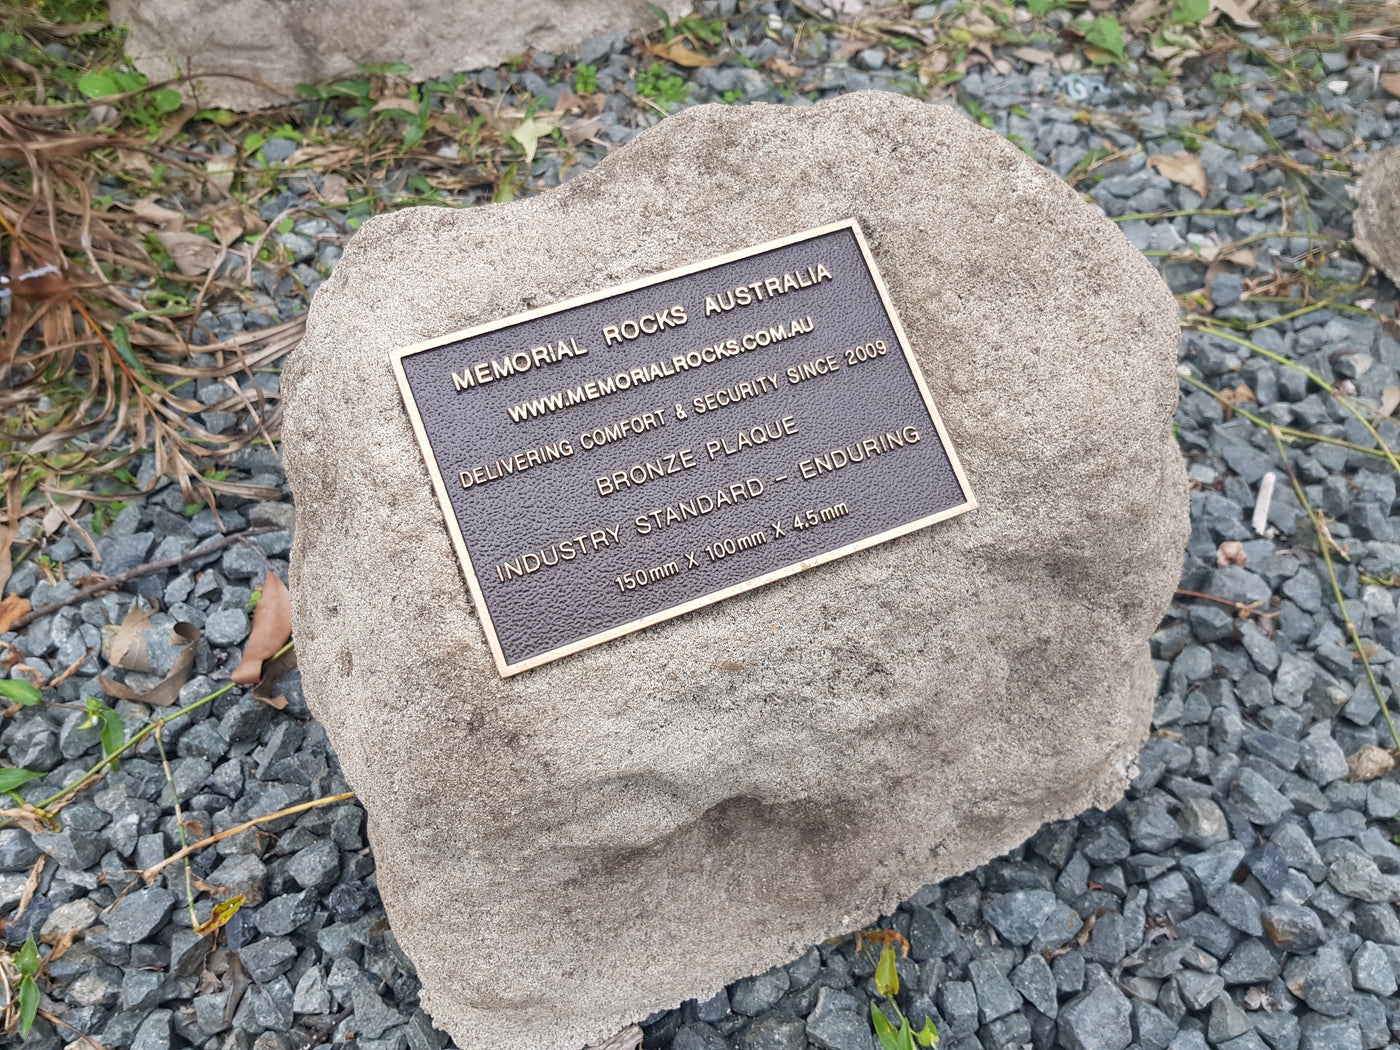 MEMORIAL ROCKS AUSTRALIA
WWW.MEMORIALROCKS.COM.AU
DELIVERING COMFORT & SECURITY SINCE 2009
BRONZE PLAQUE
INDUSTRY STANDARD - ENDURING
150mm X 100mm X 4.5mm